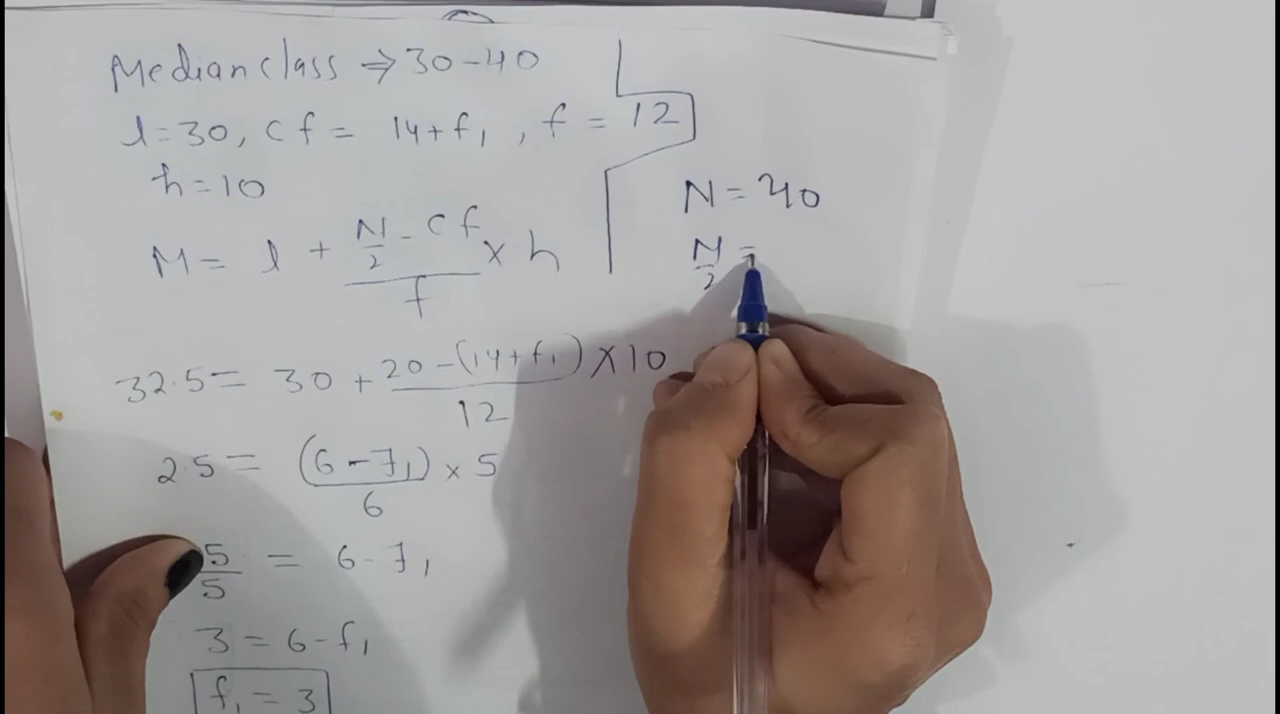 Median class ⇒ 30-40
l=30, cf = 14+f₁, f = 12
h=10
M = l + (N/2 - cf)/f × h
N = 40
N/2 =
32.5 = 30 + (20-(14+f₁))/12 × 10
2.5 = (6-f₁)/6 × 5
5/5 = 6-f₁
3 = 6-f₁
f₁ = 3